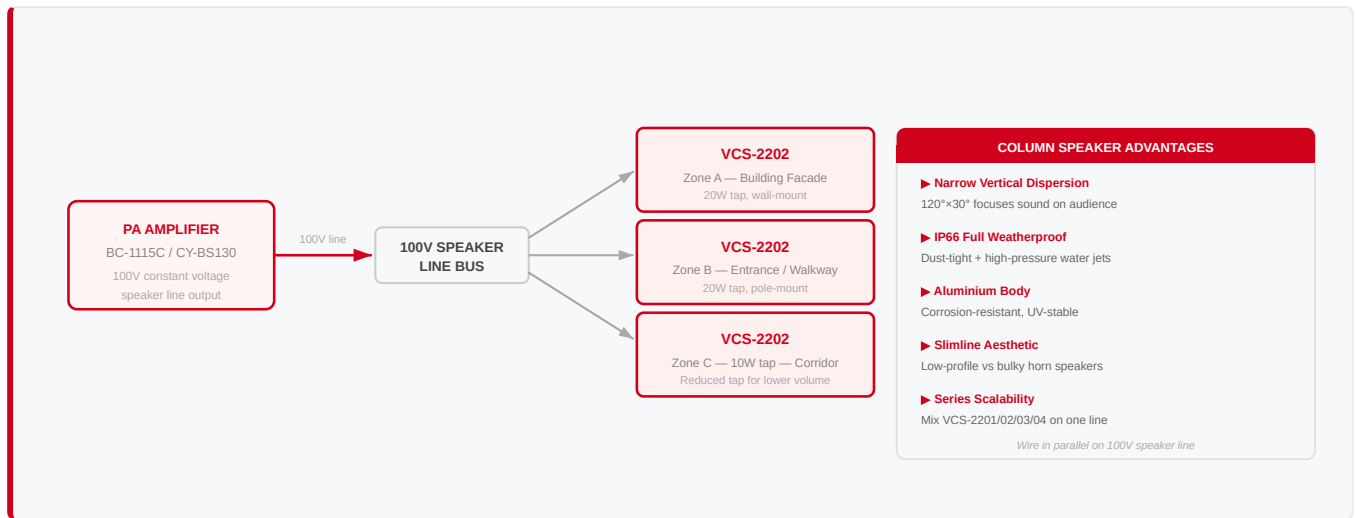 PA AMPLIFIER
BC-1115C / CY-BS130
100V constant voltage
speaker line output
100V line
100V SPEAKER
LINE BUS
VCS-2202
Zone A — Building Facade
20W tap, wall-mount
VCS-2202
Zone B — Entrance / Walkway
20W tap, pole-mount
VCS-2202
Zone C — 10W tap — Corridor
Reduced tap for lower volume
COLUMN SPEAKER ADVANTAGES
▶ Narrow Vertical Dispersion
120°×30° focuses sound on audience
▶ IP66 Full Weatherproof
Dust-tight + high-pressure water jets
▶ Aluminium Body
Corrosion-resistant, UV-stable
▶ Slimline Aesthetic
Low-profile vs bulky horn speakers
▶ Series Scalability
Mix VCS-2201/02/03/04 on one line
Wire in parallel on 100V speaker line